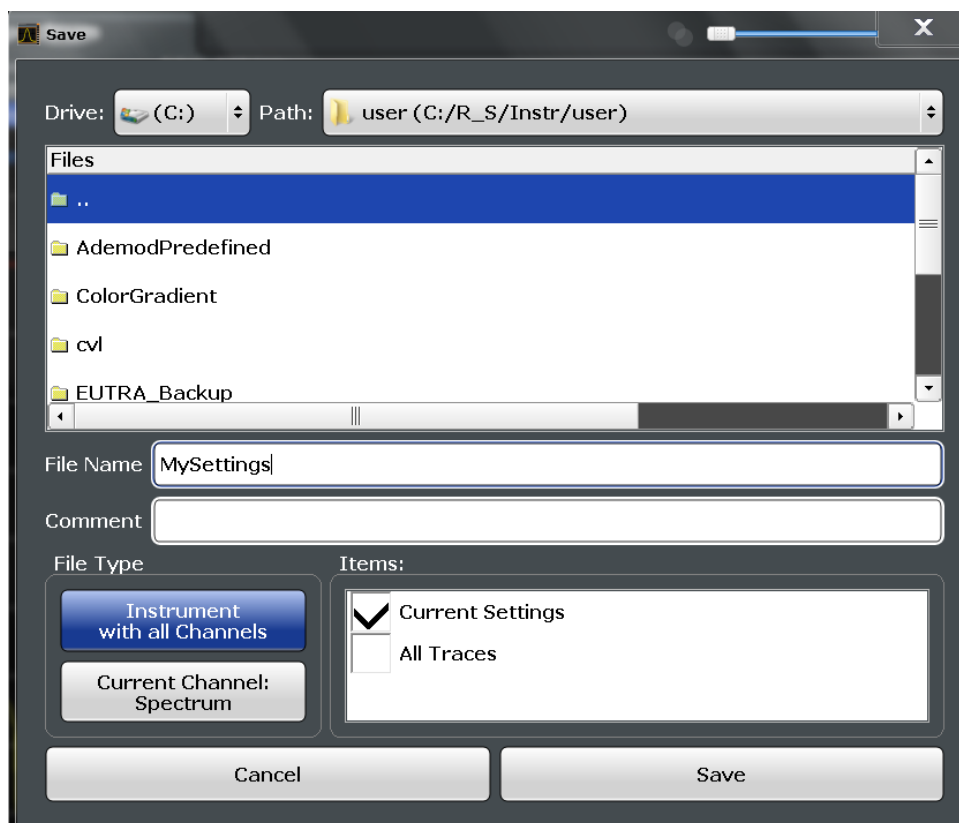 Save
X
Drive: (C:) Path: user (C:/R_S/Instr/user)
Files
..
AdemodPredefined
ColorGradient
cvl
EUTRA_Backup
File Name MySettings
Comment
File Type Items:
Instrument
with all Channels
Current Settings
All Traces
Current Channel:
Spectrum
Cancel Save